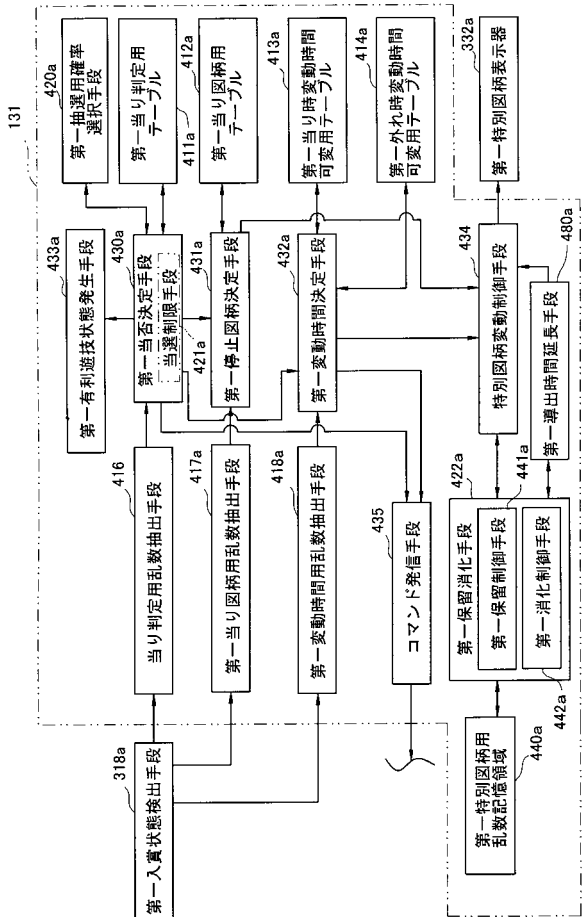 131
420a
第一抽選用確率
選択手段
第一当り判定用
テーブル
411a
412a
第一当り図柄用
テーブル
413a
第一当り時変動時間
可変用テーブル
414a
第一外れ時変動時間
可変用テーブル
332a
第一特別図柄表示器
433a
第一有利遊技状態発生手段
430a
第一当否決定手段
当選制限手段
421a
431a
第一停止図柄決定手段
432a
第一変動時間決定手段
434
特別図柄変動制御手段
480a
第一導出時間延長手段
416
当り判定用乱数抽出手段
417a
第一当り図柄用乱数抽出手段
418a
第一変動時間用乱数抽出手段
435
コマンド発信手段
422a
第一保留消化手段
441a
第一保留制御手段
第一消化制御手段
442a
318a
第一入賞状態検出手段
第一特別図柄用
乱数記憶領域
440a